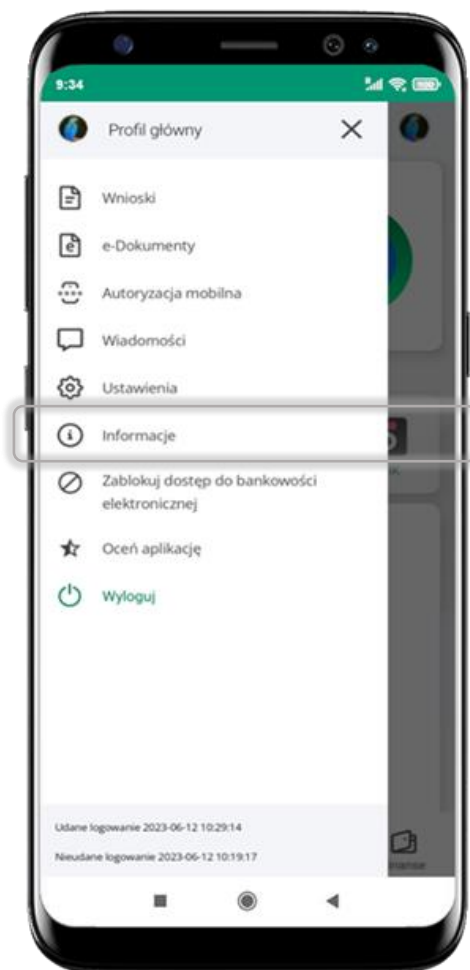 9:34
Profil główny
Wnioski
e-Dokumenty
Autoryzacja mobilna
Wiadomości
Ustawienia
Informacje
Zablokuj dostęp do bankowości
elektronicznej
Oceń aplikację
Wyloguj
Udane logowanie 2023-06-12 10:29:14
Nieudane logowanie 2023-06-12 10:19:17